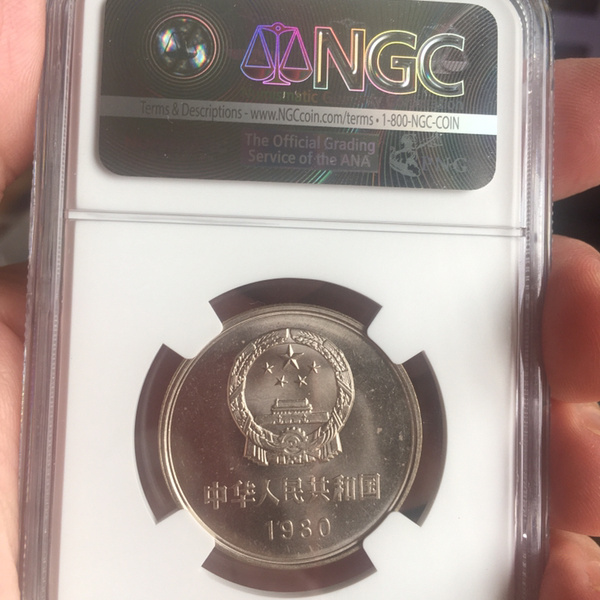 NGC
Terms & Descriptions - www.NGCcoin.com/terms • 1-800-NGC-COIN
The Official Grading
Service of the ANA
PNG
中华人民共和国
1980